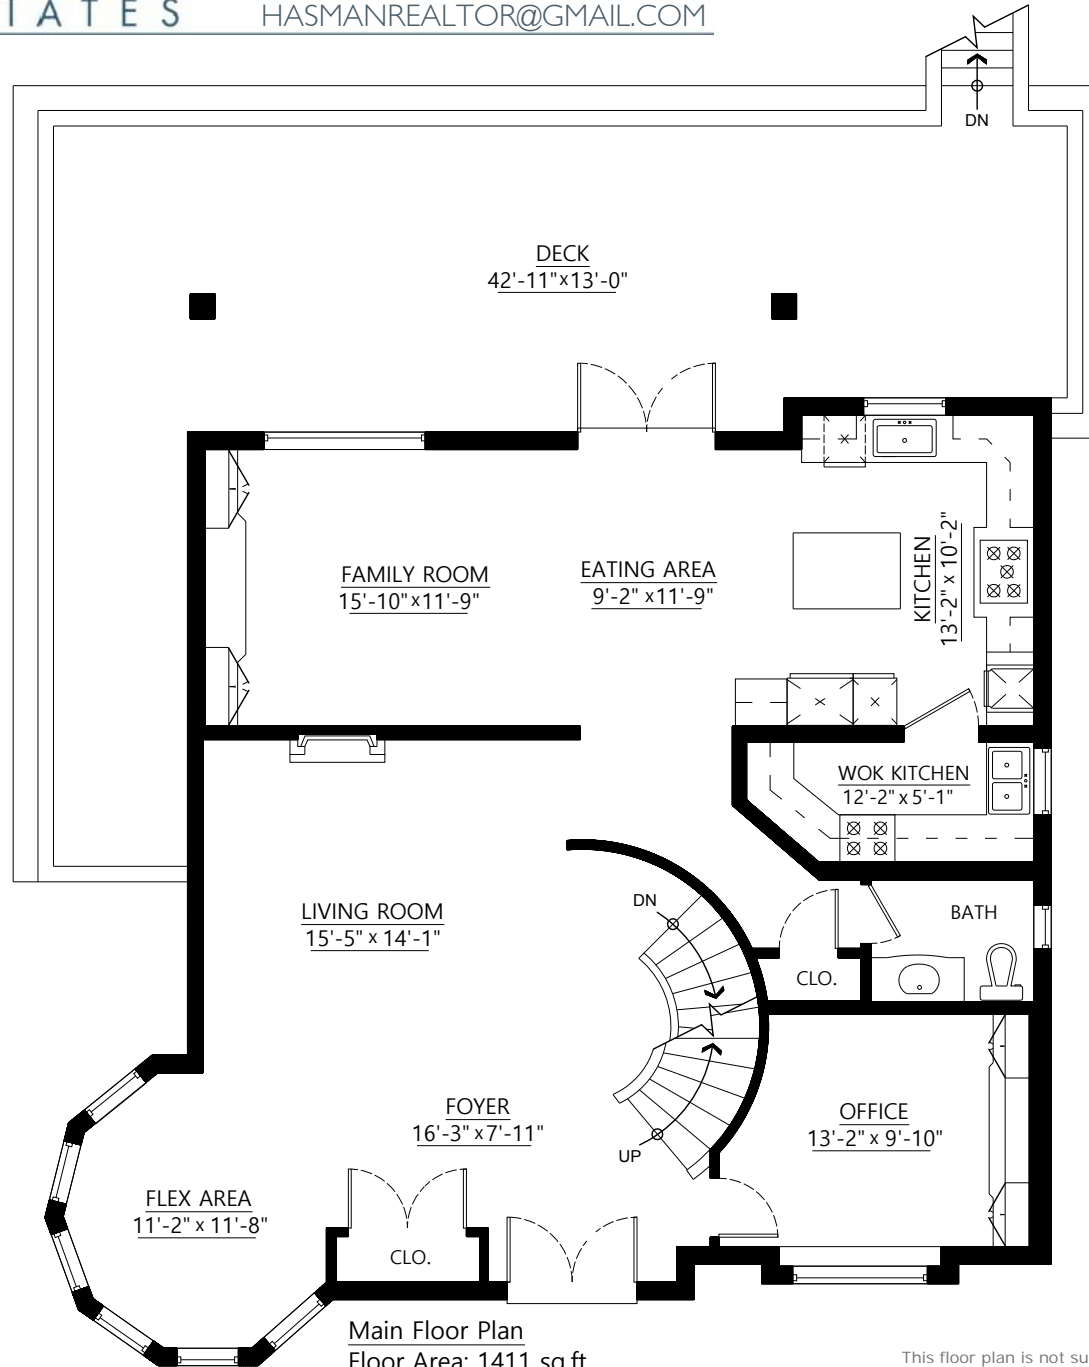 IATES
HASMANREALTOR@GMAIL.COM
DN
DECK
42'-11"x13'-0"
FAMILY ROOM
15'-10"x11'-9"
EATING AREA
9'-2" x11'-9"
KITCHEN
13'-2" x 10'-2"
WOK KITCHEN
12'-2" x 5'-1"
LIVING ROOM
15'-5" x 14'-1"
DN
BATH
CLO.
FOYER
16'-3" x7'-11"
UP
OFFICE
13'-2" x 9'-10"
FLEX AREA
11'-2" x 11'-8"
CLO.
Main Floor Plan
Floor Area: 1411 sq.ft
This floor plan is not su